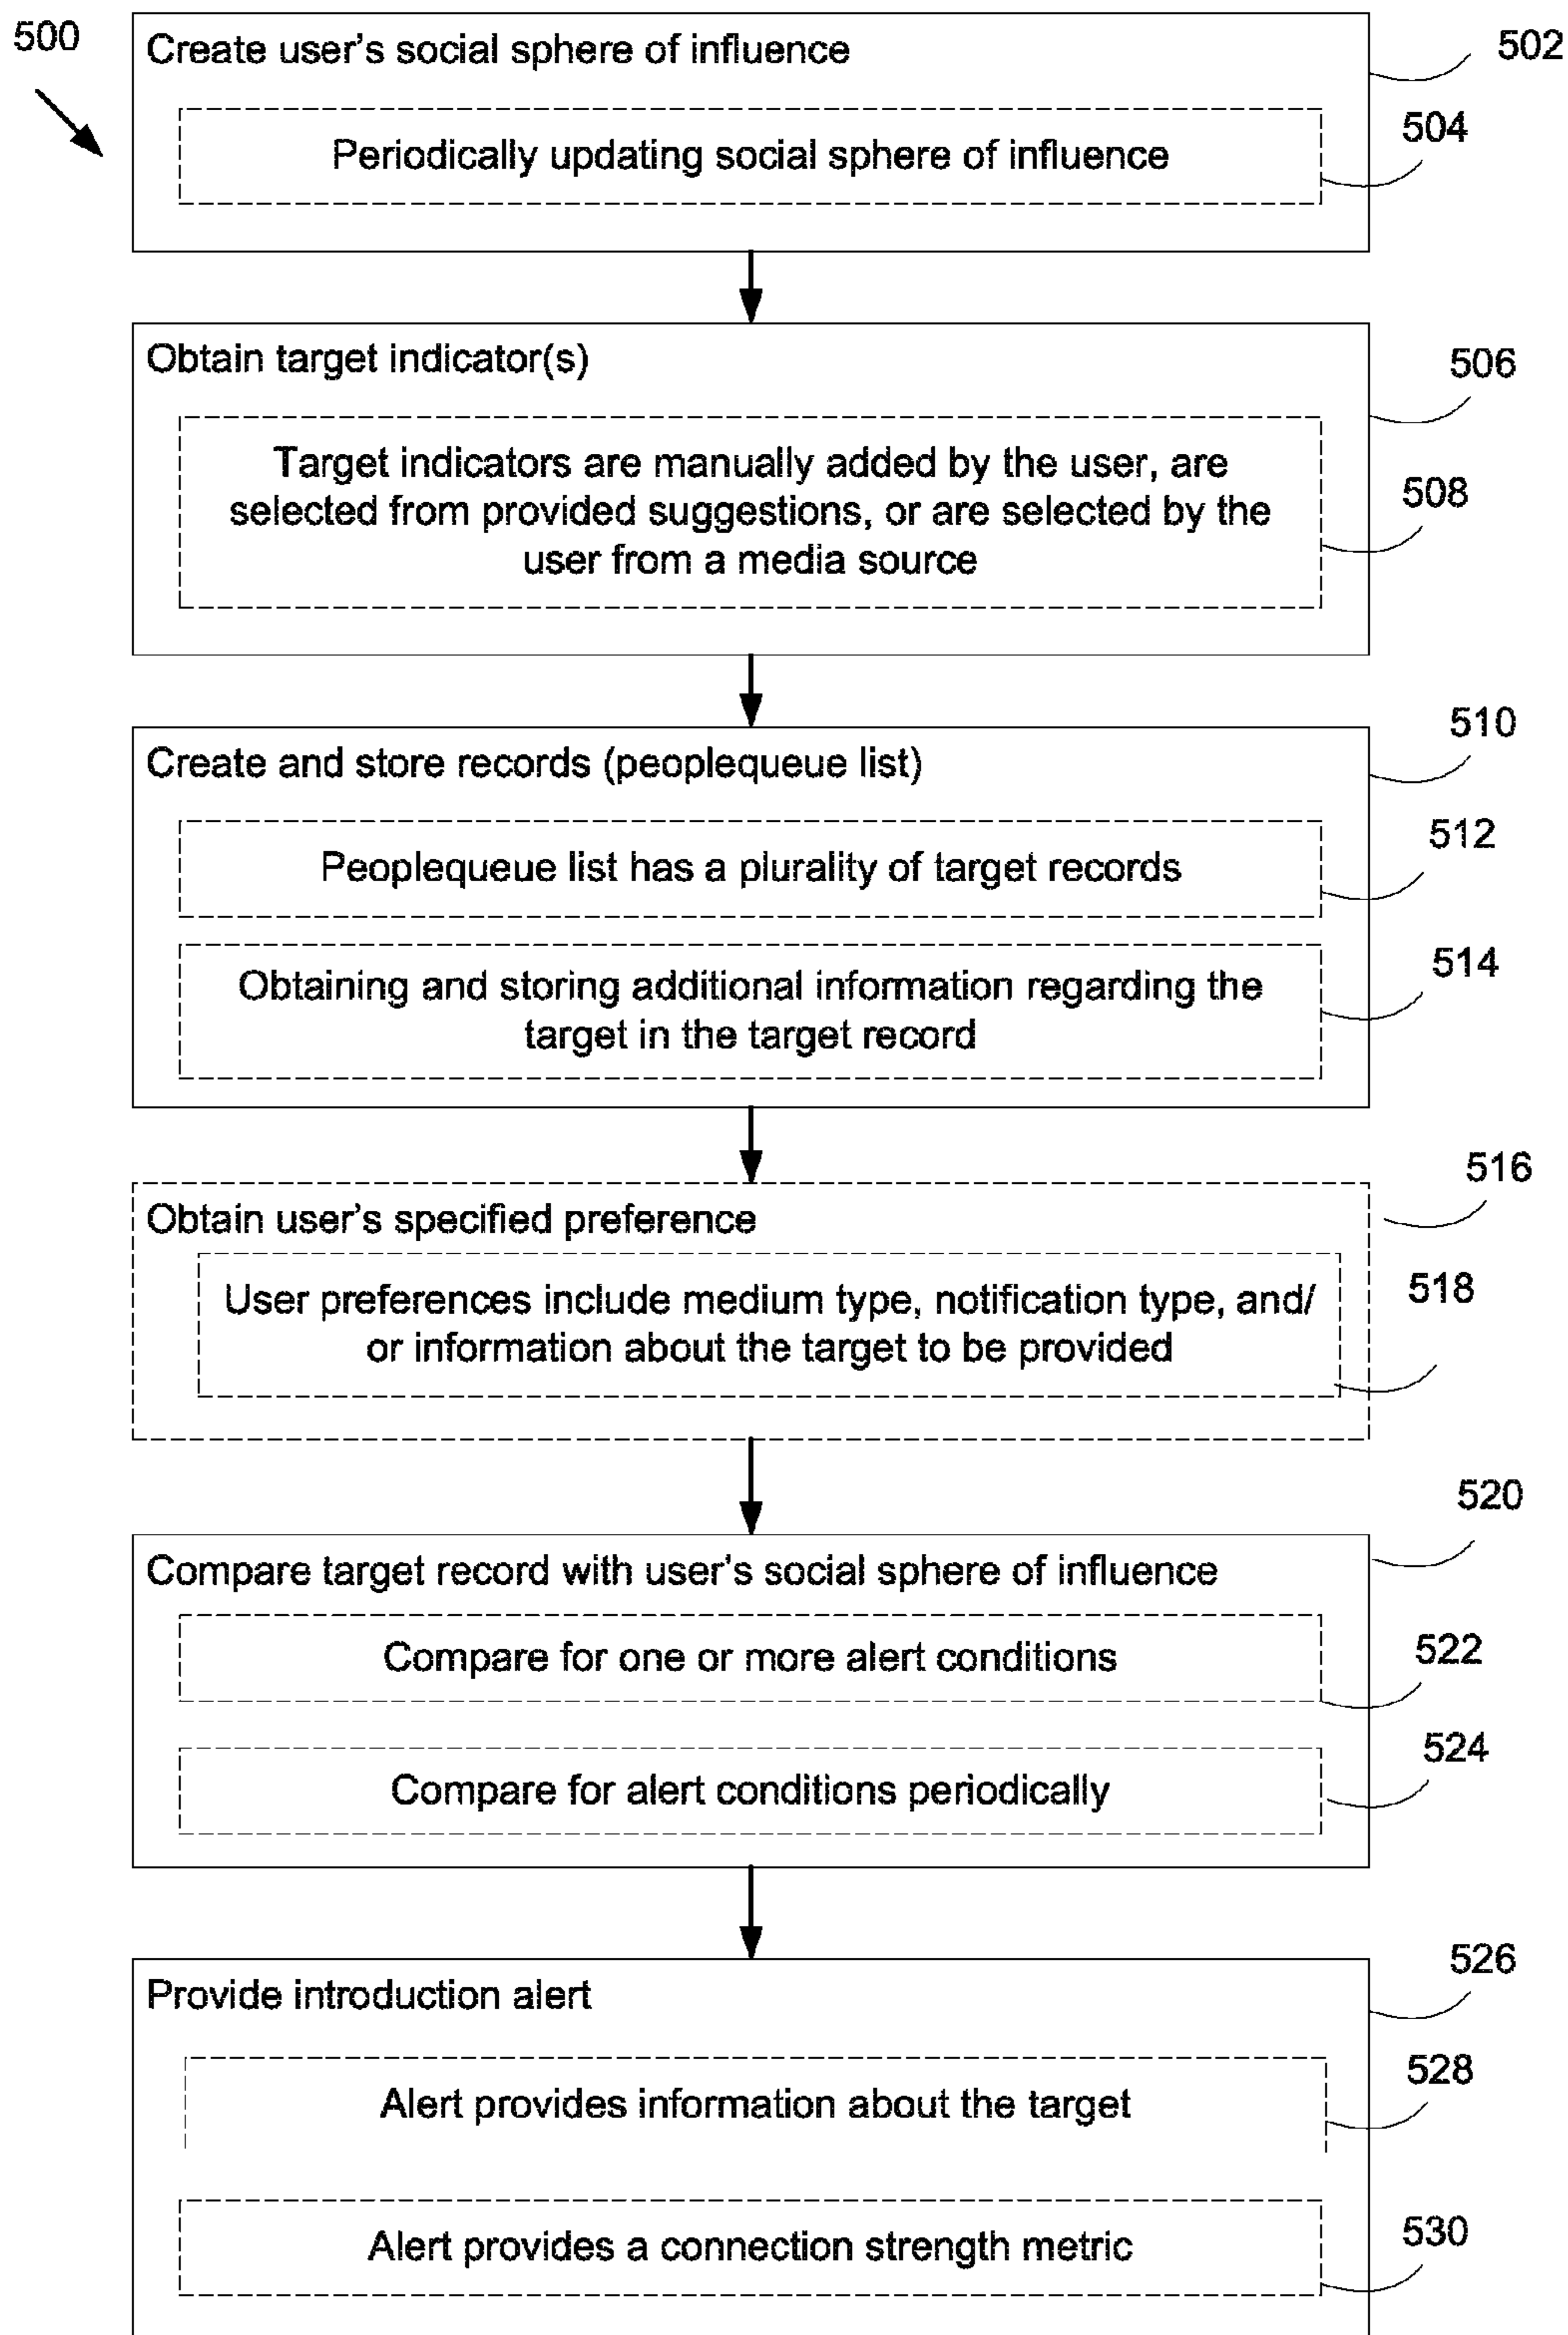 500
Create user's social sphere of influence
502
Periodically updating social sphere of influence
504
Obtain target indicator(s)
506
Target indicators are manually added by the user, are
selected from provided suggestions, or are selected by the
user from a media source
508
Create and store records (peoplequeue list)
510
Peoplequeue list has a plurality of target records
512
Obtaining and storing additional information regarding the
target in the target record
514
Obtain user's specified preference
516
User preferences include medium type, notification type, and/
or information about the target to be provided
518
Compare target record with user's social sphere of influence
520
Compare for one or more alert conditions
522
Compare for alert conditions periodically
524
Provide introduction alert
526
Alert provides information about the target
528
Alert provides a connection strength metric
530